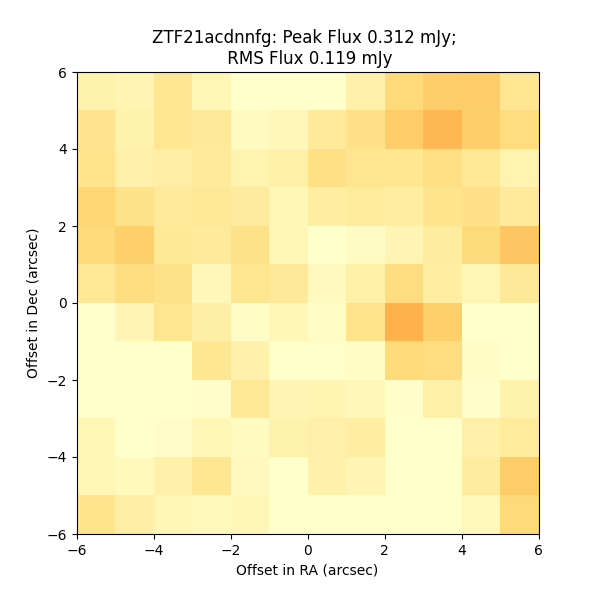 ZTF21acdnnfg: Peak Flux 0.312 mJy;
RMS Flux 0.119 mJy
6
4
2
0
−2
−4
−6
Offset in Dec (arcsec)
−6 −4 −2 0 2 4 6
Offset in RA (arcsec)